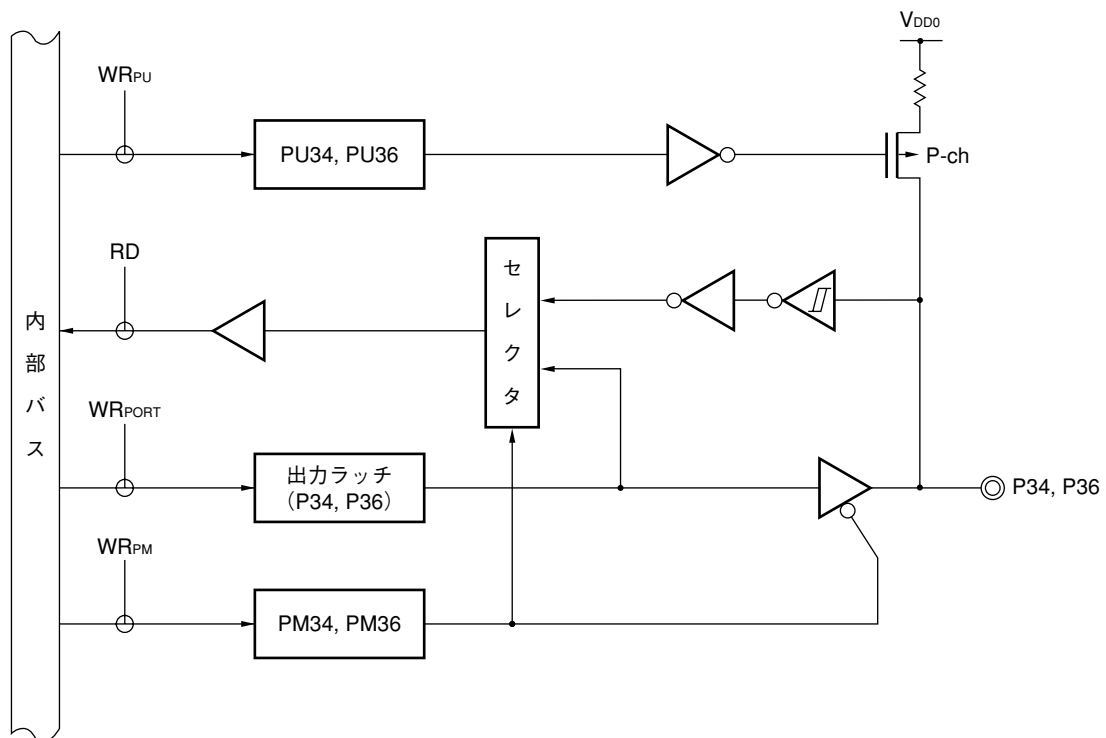 VDD0
WRPU
PU34, PU36
P-ch
RD
セレクタ
内部バス
WRPORT
出力ラッチ
（P34, P36）
P34, P36
WRPM
PM34, PM36